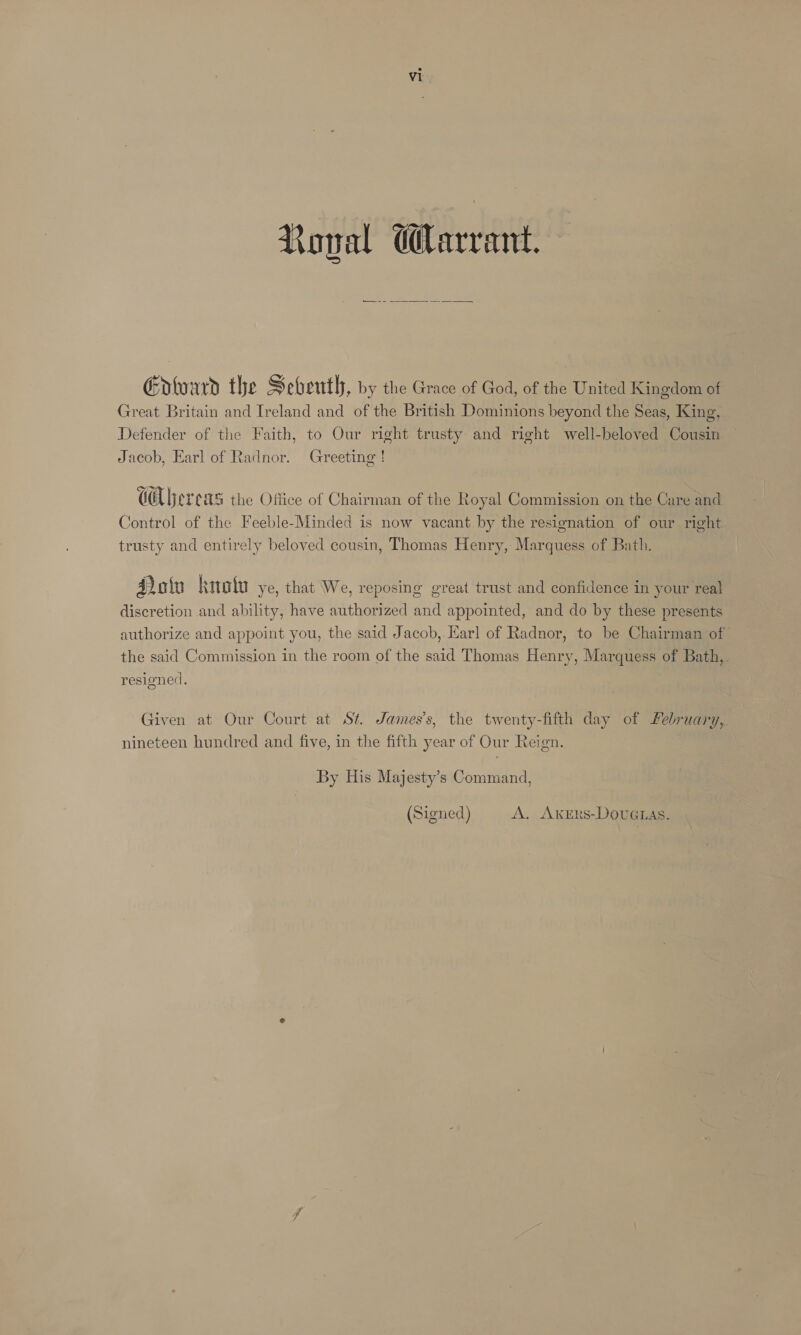 vi
Royal Warrant.
Edward the Seventh, by the Grace of God, of the United Kingdom of
Great Britain and Ireland and of the British Dominions beyond the Seas, King,
Defender of the Faith, to Our right trusty and right well-beloved Cousin
Jacob, Earl of Radnor. Greeting!
Whereas the Office of Chairman of the Royal Commission on the Care and
Control of the Feeble-Minded is now vacant by the resignation of our right
trusty and entirely beloved cousin, Thomas Henry, Marquess of Bath.
Now know ye, that We, reposing great trust and confidence in your real
discretion and ability, have authorized and appointed, and do by these presents
authorize and appoint you, the said Jacob, Earl of Radnor, to be Chairman of
the said Commission in the room of the said Thomas Henry, Marquess of Bath,
resigned.
Given at Our Court at St. James's, the twenty-fifth day of February,
nineteen hundred and five, in the fifth year of Our Reign.
By His Majesty's Command,
(Signed) A. AKERS-DOUGLAS.